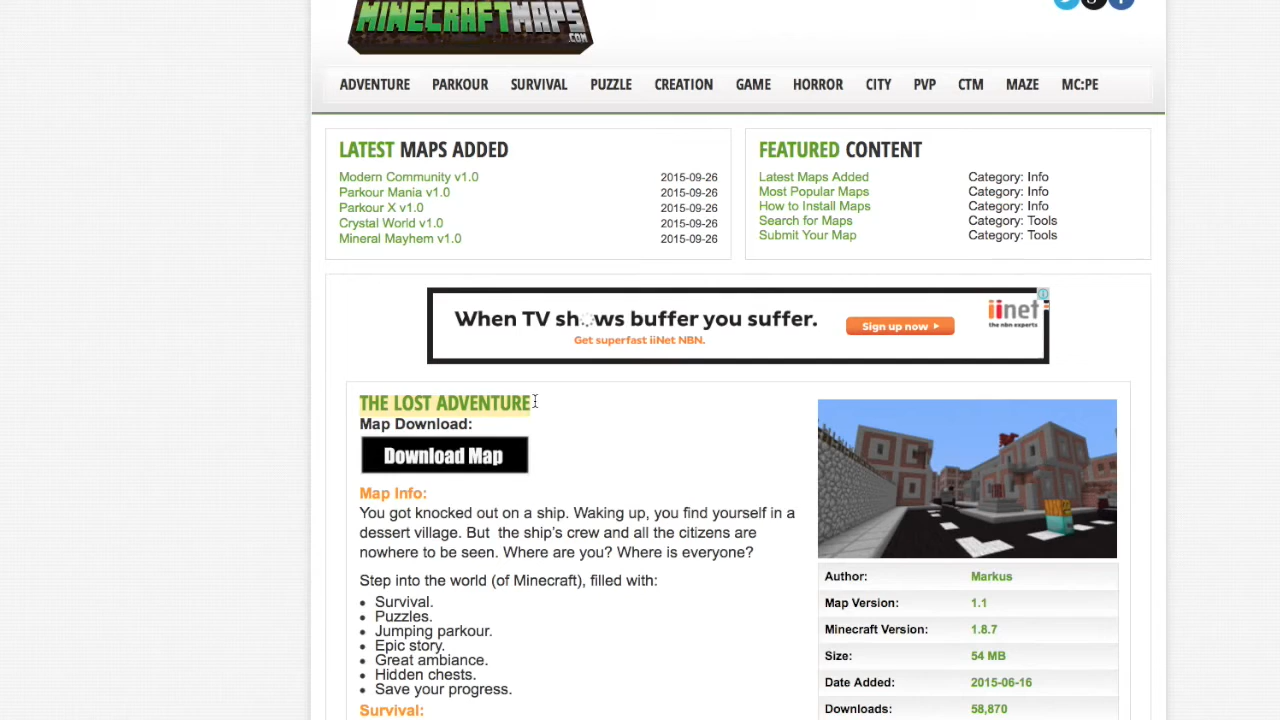 MINECRAFTMAPS
.COM
ADVENTURE PARKOUR SURVIVAL PUZZLE CREATION GAME HORROR CITY PVP CTM MAZE MC:PE
LATEST MAPS ADDED
Modern Community v1.0 2015-09-26
Parkour Mania v1.0 2015-09-26
Parkour X v1.0 2015-09-26
Crystal World v1.0 2015-09-26
Mineral Mayhem v1.0 2015-09-26
FEATURED CONTENT
Latest Maps Added Category: Info
Most Popular Maps Category: Info
How to Install Maps Category: Info
Search for Maps Category: Tools
Submit Your Map Category: Tools
When TV shows buffer you suffer.
Get superfast iiNet NBN.
Sign up now
iinet
the nbn experts
THE LOST ADVENTURE
Map Download:
Download Map
Map Info:
You got knocked out on a ship. Waking up, you find yourself in a
dessert village. But the ship's crew and all the citizens are
nowhere to be seen. Where are you? Where is everyone?
Step into the world (of Minecraft), filled with:
• Survival.
• Puzzles.
• Jumping parkour.
• Epic story.
• Great ambiance.
• Hidden chests.
• Save your progress.
Survival:
Author: Markus
Map Version: 1.1
Minecraft Version: 1.8.7
Size: 54 MB
Date Added: 2015-06-16
Downloads: 58,870